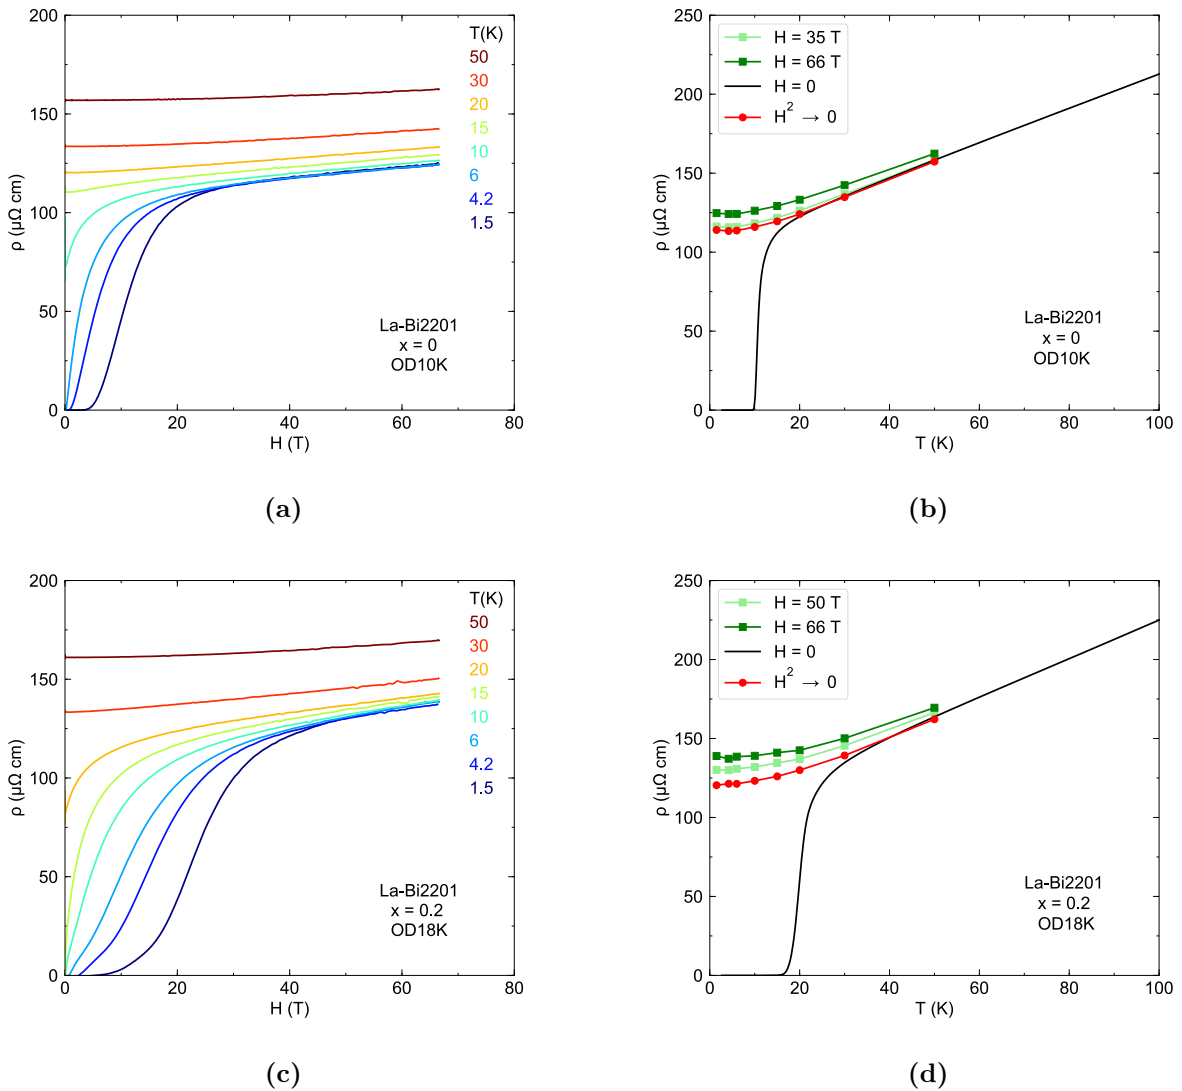 200
150
100
50
0
ρ (μΩ cm)
0 20 40 60 80
H (T)
T(K)
50
30
20
15
10
6
4.2
1.5
La-Bi2201
x = 0
OD10K
(a)
250
200
150
100
50
0
ρ (μΩ cm)
0 20 40 60 80 100
T (K)
H = 35 T
H = 66 T
H = 0
H² → 0
La-Bi2201
x = 0
OD10K
(b)
200
150
100
50
0
ρ (μΩ cm)
0 20 40 60 80
H (T)
T(K)
50
30
20
15
10
6
4.2
1.5
La-Bi2201
x = 0.2
OD18K
(c)
250
200
150
100
50
0
ρ (μΩ cm)
0 20 40 60 80 100
T (K)
H = 50 T
H = 66 T
H = 0
H² → 0
La-Bi2201
x = 0.2
OD18K
(d)